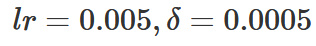 lr = 0.005, δ = 0.0005